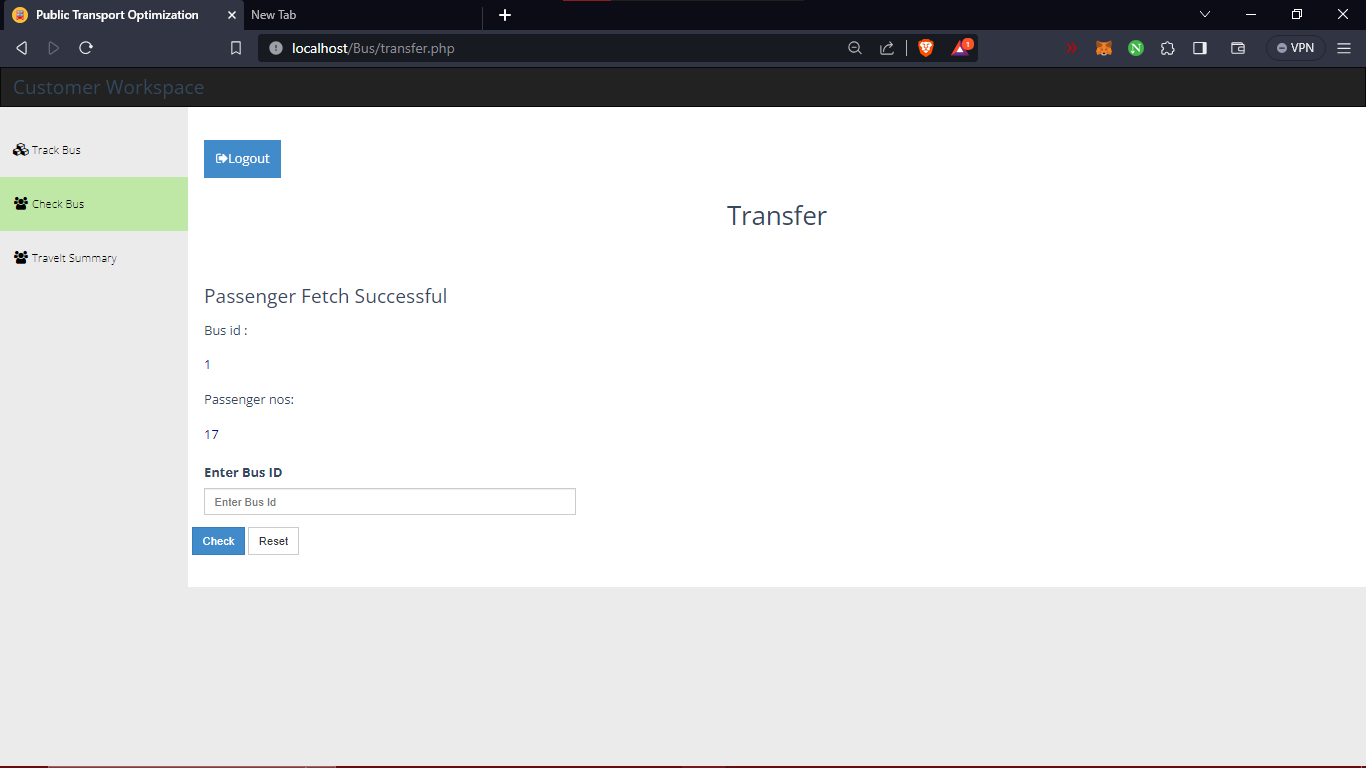 Public Transport Optimization
New Tab
localhost/Bus/transfer.php
1
VPN
Customer Workspace
Track Bus
Check Bus
Travelt Summary
Logout
Transfer
Passenger Fetch Successful
Bus id :
1
Passenger nos:
17
Enter Bus ID
Enter Bus Id
Check Reset